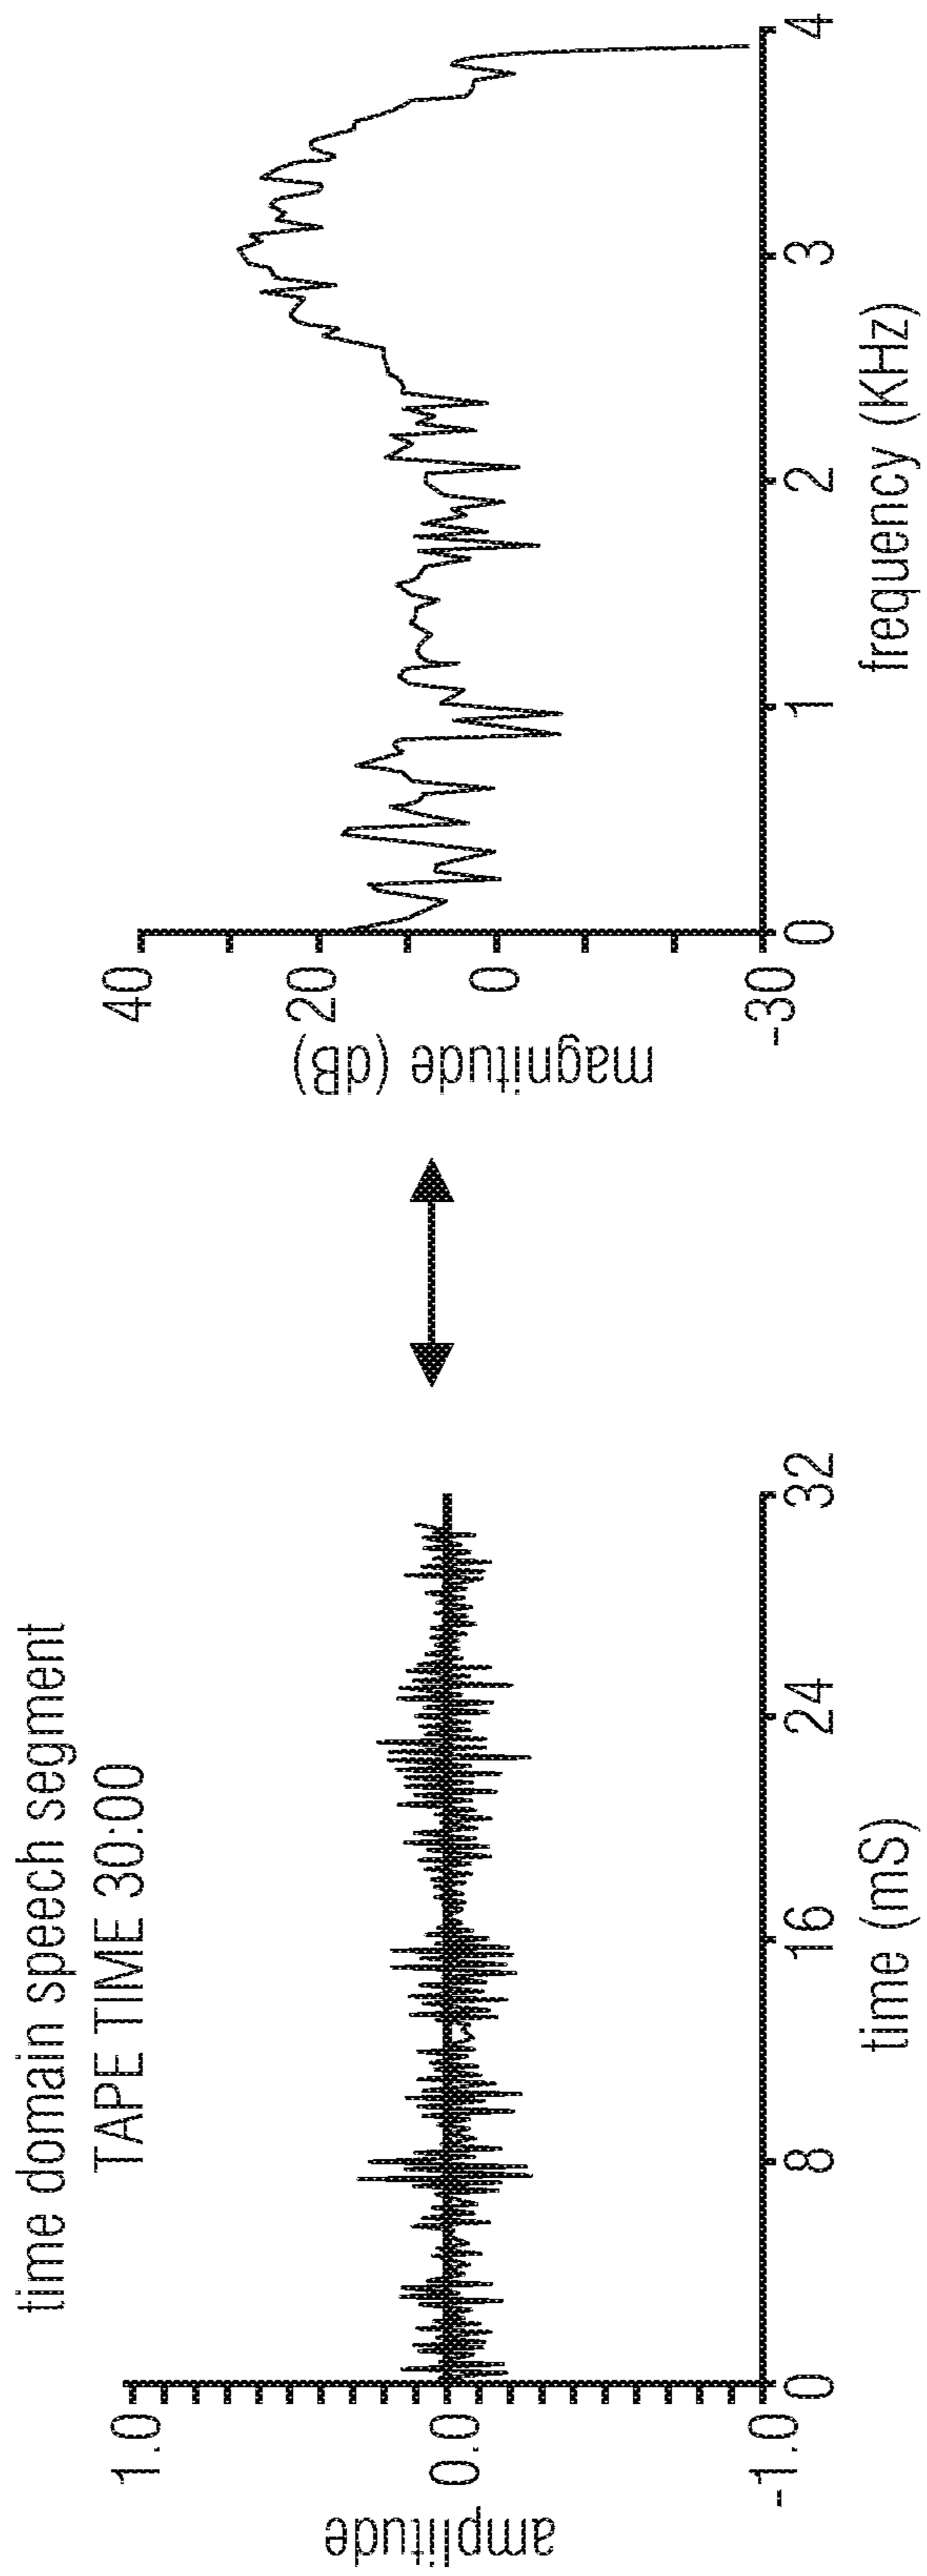 time domain speech segment
TAPE TIME 30:00
amplitude
1.0
0.0
-1.0
0 8 16 24 32
time (mS)
magnitude (dB)
40
20
0
-30
0 1 2 3 4
frequency (KHz)